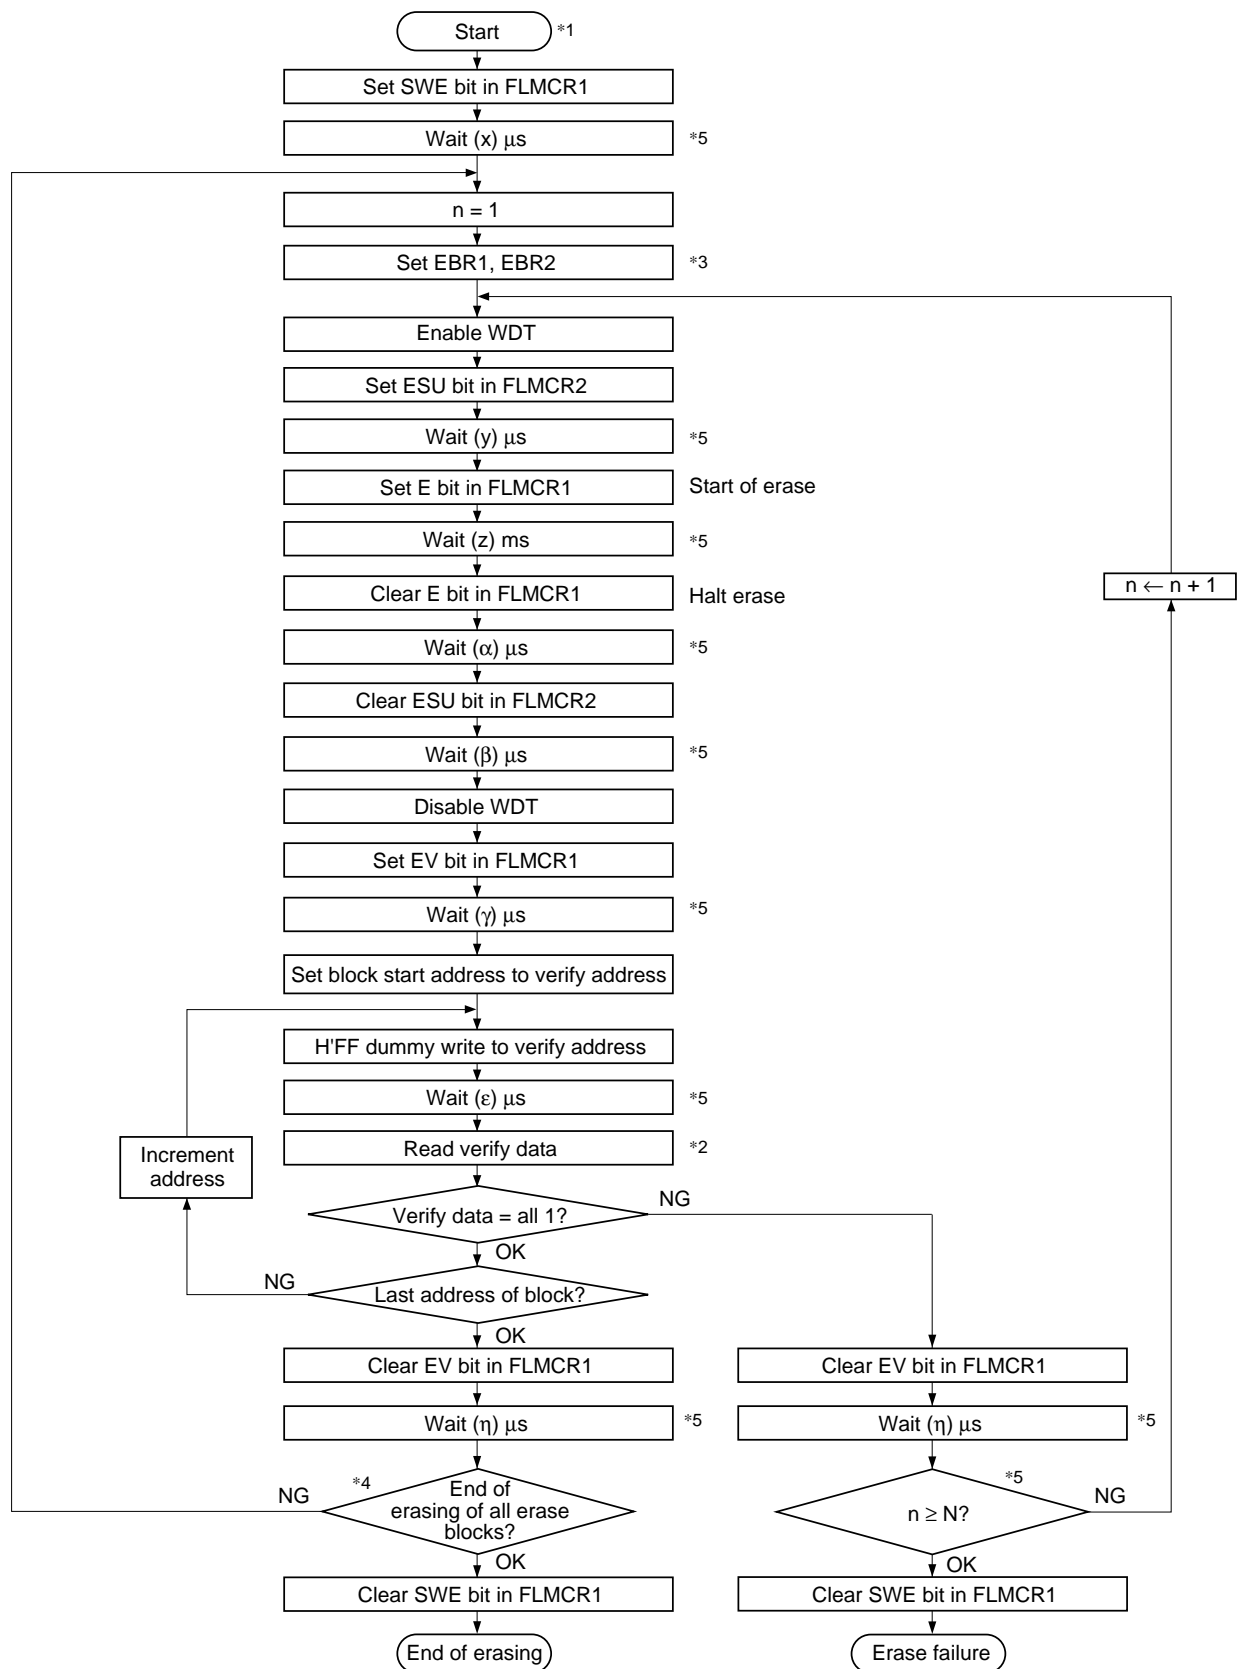 Start *1
Set SWE bit in FLMCR1
Wait (x) μs *5
n = 1
Set EBR1, EBR2 *3
Enable WDT
Set ESU bit in FLMCR2
Wait (y) μs *5
Set E bit in FLMCR1 Start of erase
Wait (z) ms *5
n ← n + 1
Clear E bit in FLMCR1 Halt erase
Wait (α) μs *5
Clear ESU bit in FLMCR2
Wait (β) μs *5
Disable WDT
Set EV bit in FLMCR1
Wait (γ) μs *5
Set block start address to verify address
H'FF dummy write to verify address
Wait (ε) μs *5
Increment
address
Read verify data *2
Verify data = all 1?
NG
OK
NG
Last address of block?
OK
Clear EV bit in FLMCR1
Wait (η) μs *5
NG
*4
End of
erasing of all erase
blocks?
OK
Clear SWE bit in FLMCR1
End of erasing
Clear EV bit in FLMCR1
Wait (η) μs *5
*5
n ≥ N?
NG
OK
Clear SWE bit in FLMCR1
Erase failure